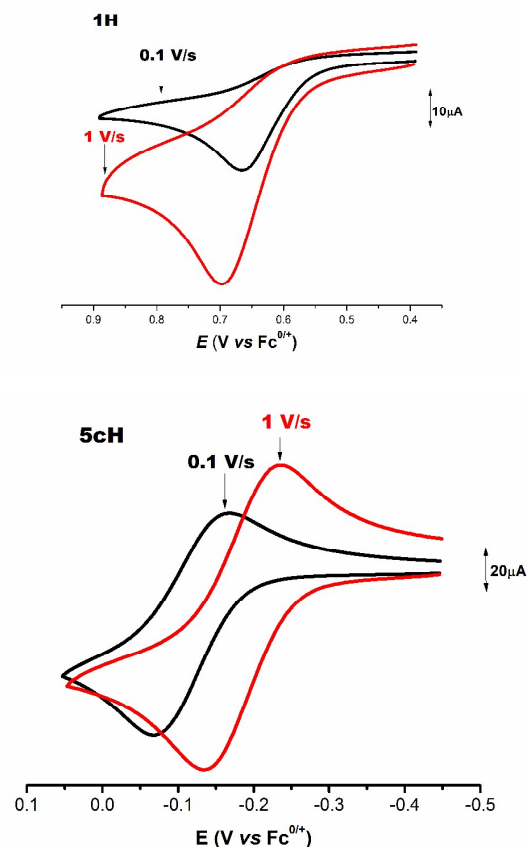 1H
0.1 V/s
10µA
1 V/s
0.9 0.8 0.7 0.6 0.5 0.4
E (V vs Fc0/+)
5cH
1 V/s
0.1 V/s
20µA
0.1 0.0 -0.1 -0.2 -0.3 -0.4 -0.5
E (V vs Fc0/+)